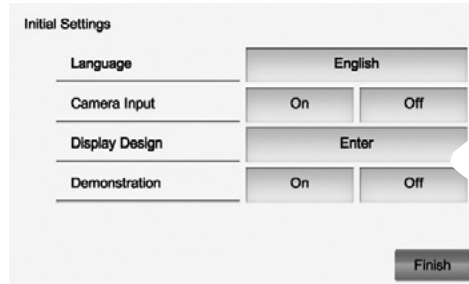 Initial Settings
Language English
Camera Input On Off
Display Design Enter
Demonstration On Off
Finish